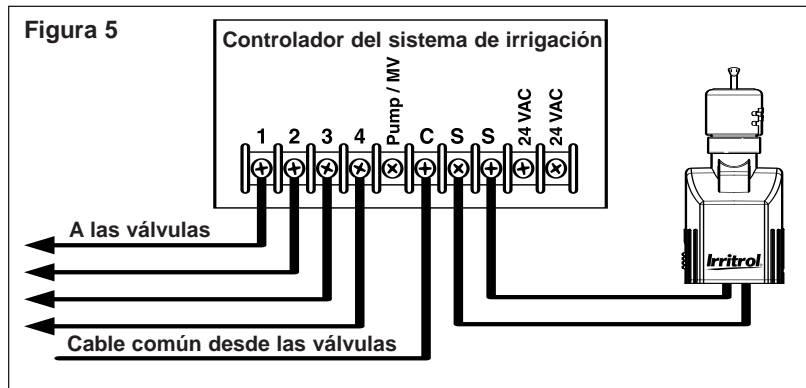 Figura 5
Controlador del sistema de irrigación
1
2
3
4
Pump / MV
C
S
S
24 VAC
24 VAC
A las válvulas
Irritrol
Cable común desde las válvulas